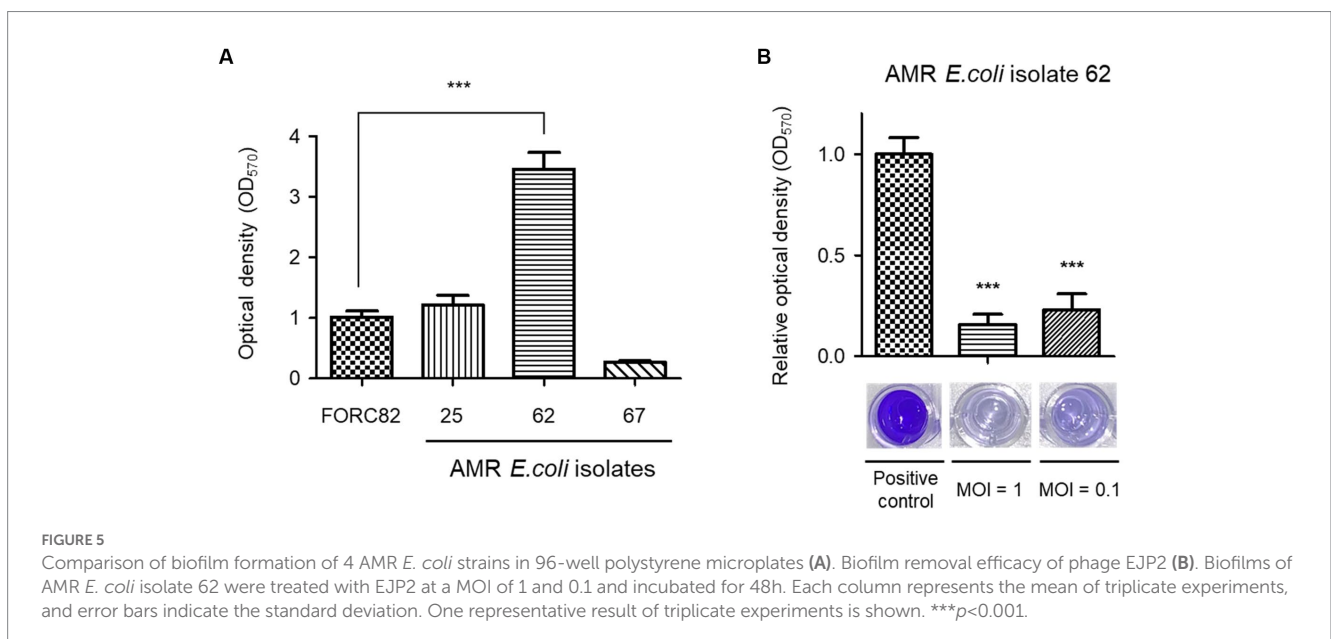 A
***
Optical density (OD570)
4
3
2
1
0
FORC82 25 62 67
AMR E.coli isolates
B
AMR E.coli isolate 62
Relative optical density (OD570)
1.0
0.5
0.0
***
***
Positive
control
MOI = 1
MOI = 0.1
FIGURE 5
Comparison of biofilm formation of 4 AMR E. coli strains in 96-well polystyrene microplates (A). Biofilm removal efficacy of phage EJP2 (B). Biofilms of
AMR E. coli isolate 62 were treated with EJP2 at a MOI of 1 and 0.1 and incubated for 48h. Each column represents the mean of triplicate experiments,
and error bars indicate the standard deviation. One representative result of triplicate experiments is shown. ***p<0.001.